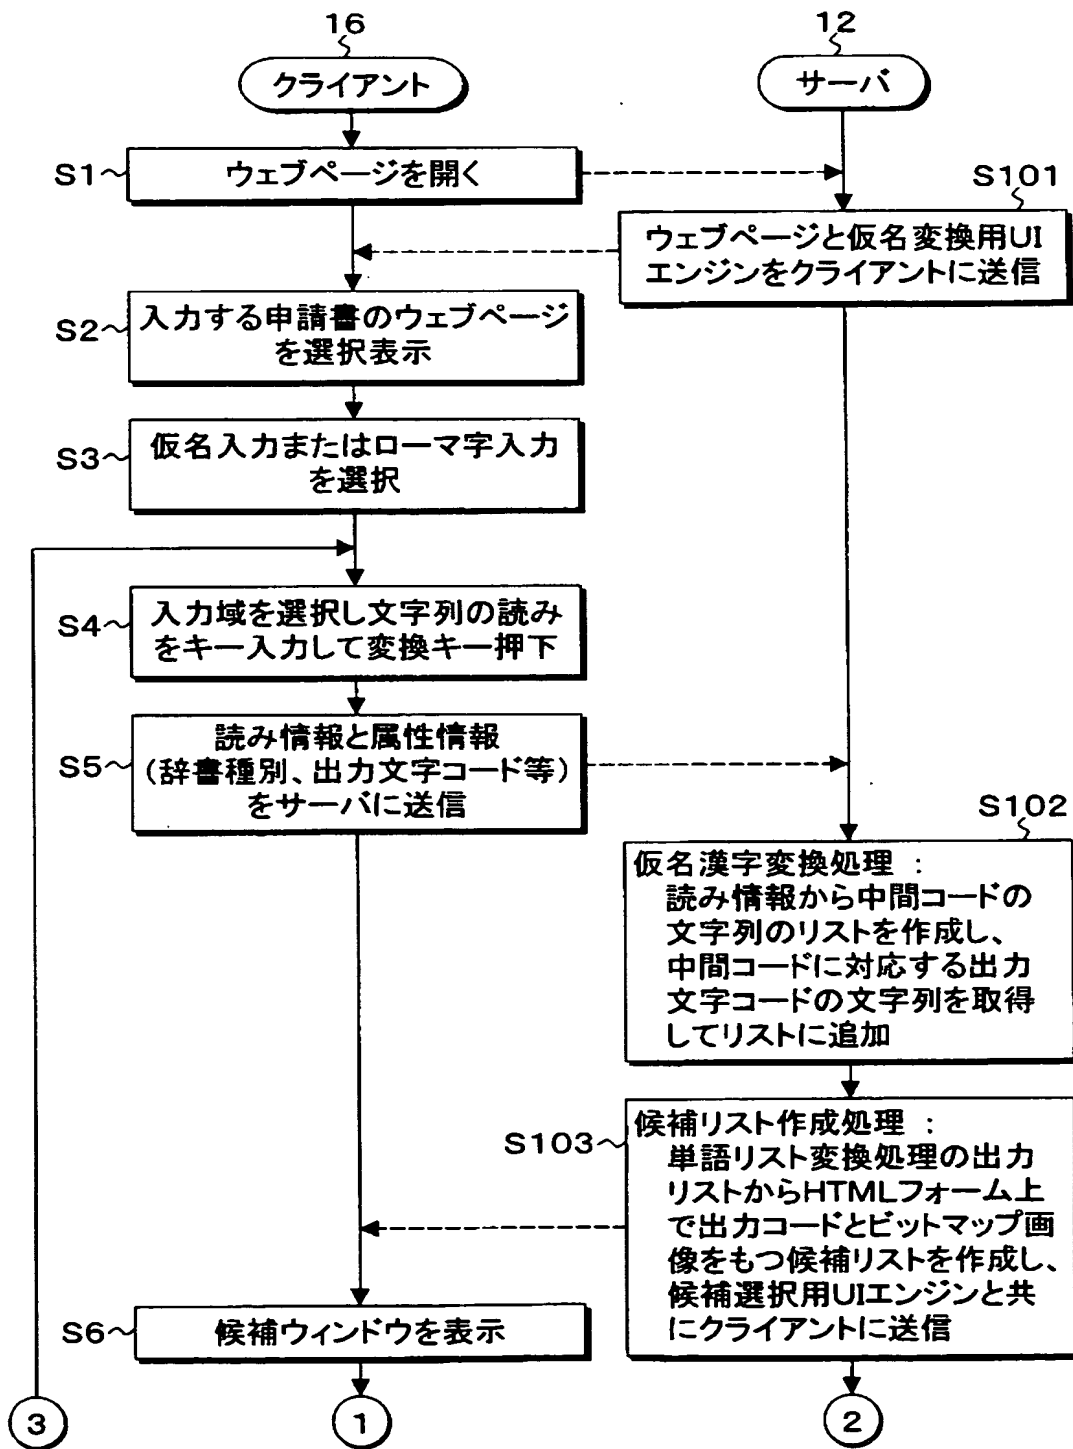 16
クライアント
12
サーバ
S1
ウェブページを開く
S101
ウェブページと仮名変換用UI
エンジンをクライアントに送信
S2
入力する申請書のウェブページ
を選択表示
S3
仮名入力またはローマ字入力
を選択
S4
入力域を選択し文字列の読み
をキー入力して変換キー押下
S5
読み情報と属性情報
(辞書種別、出力文字コード等)
をサーバに送信
S102
仮名漢字変換処理 :
読み情報から中間コードの
文字列のリストを作成し、
中間コードに対応する出力
文字コードの文字列を取得
してリストに追加
S103
候補リスト作成処理 :
単語リスト変換処理の出力
リストからHTMLフォーム上
で出力コードとビットマップ画
像をもつ候補リストを作成し、
候補選択用UIエンジンと共
にクライアントに送信
S6
候補ウィンドウを表示
3
1
2